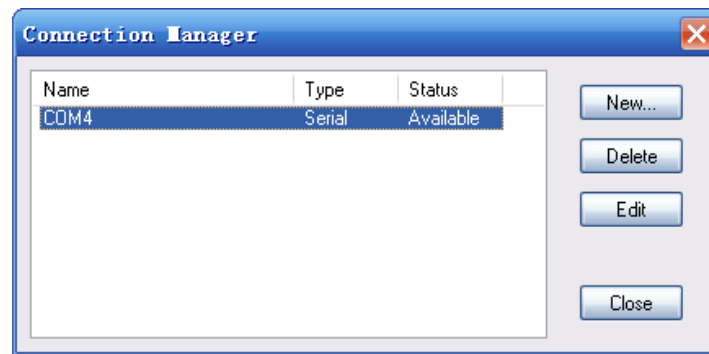 Connection Manager
Name Type Status
COM4 Serial Available
New...
Delete
Edit
Close